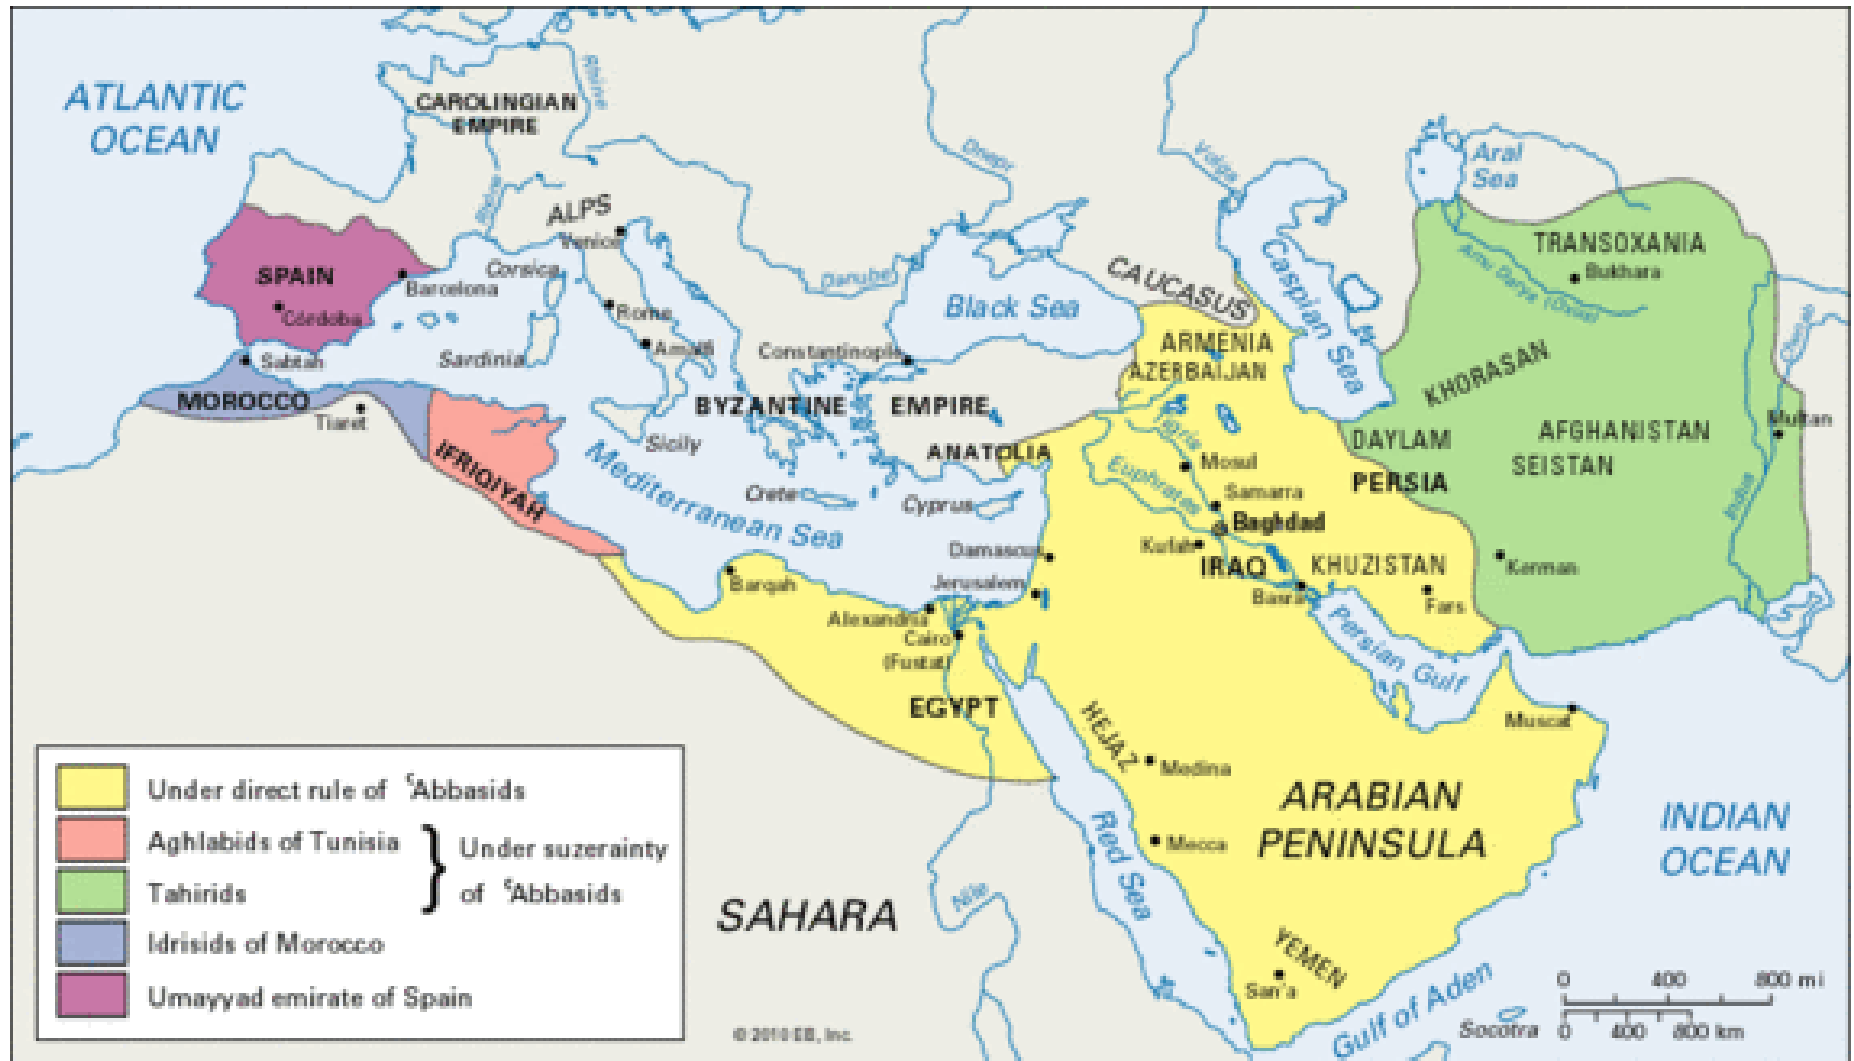 ATLANTIC
OCEAN
CAROLINGIAN
EMPIRE
Rhine
Rhône
ALPS
Venice
Dnepr
Volga
Aral
Sea
Danube
Black Sea
CAUCASUS
Caspian Sea
TRANSOXANIA
Bukhara
Amu Darya (Oxus)
SPAIN
Barcelona
Córdoba
Corsica
Sardinia
Roma
Amalfi
Constantinople
ARMENIA
AZERBAIJAN
KHORASAN
Sabtah
MOROCCO
Tiaret
IFRIQIYAH
Sicily
BYZANTINE EMPIRE
ANATOLIA
Tigris
Mosul
DAYLAM
PERSIA
AFGHANISTAN
SEISTAN
Multan
Indus
Mediterranean Sea
Crete
Cyprus
Euphrates
Samarra
Baghdad
Damascus
Kufah
IRAQ
KHUZISTAN
Kerman
Jerusalem
Basra
Fars
Barqah
Alexandria
Cairo
(Fustat)
EGYPT
Persian Gulf
Muscat
HEJAZ
Medina
Mecca
ARABIAN
PENINSULA
INDIAN
OCEAN
Red Sea
SAHARA
Nile
YEMEN
San'a
Gulf of Aden
Socotra
0 400 800 mi
0 400 800 km
Under direct rule of ʿAbbasids
Aghlabids of Tunisia
Tahirids
Under suzerainty
of ʿAbbasids
Idrisids of Morocco
Umayyad emirate of Spain
© 2010 EB, Inc.